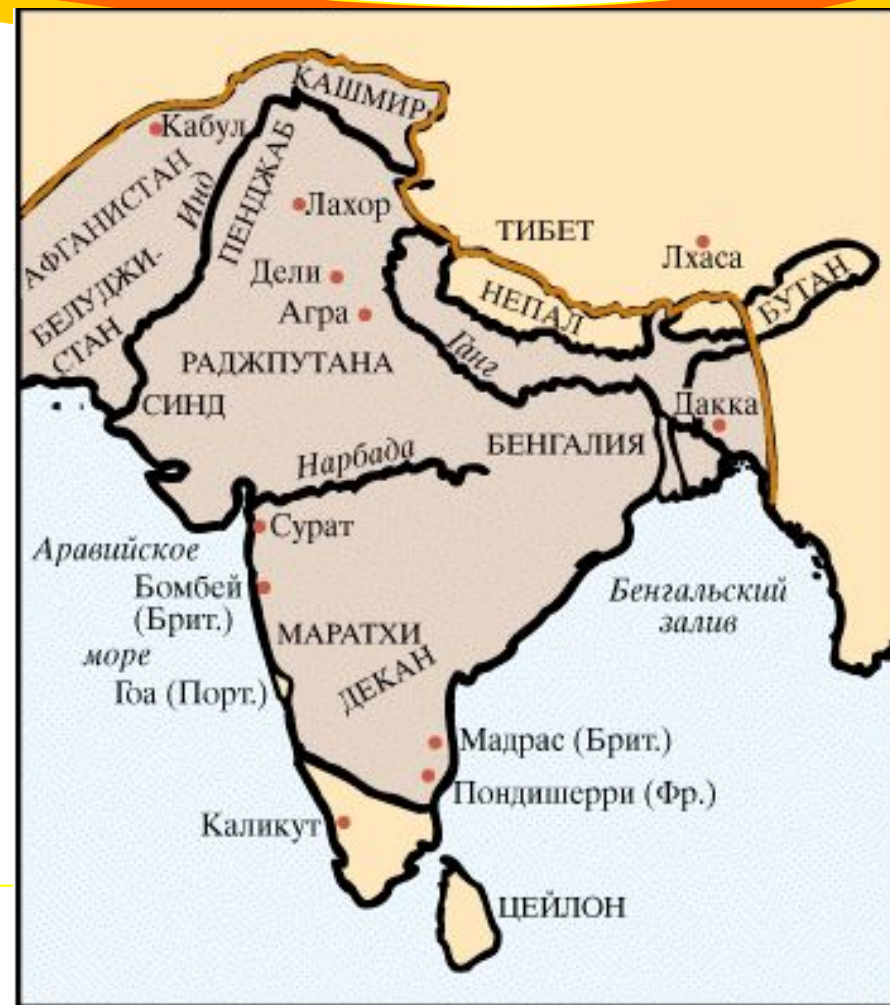 КАШМИР
Кабул
АФГАНИСТАН
Инд
ПЕНДЖАБ
Лахор
ТИБЕТ
Лхаса
БЕЛУДЖИ-
СТАН
Дели
НЕПАЛ
БУТАН
Агра
Ганг
РАДЖПУТАНА
СИНД
Дакка
Нарбада
БЕНГАЛИЯ
Сурат
Аравийское
море
Бомбей
(Брит.)
Бенгальский
залив
МАРАТХИ
Гоа (Порт.)
ДЕКАН
Мадрас (Брит.)
Пондишерри (Фр.)
Каликут
ЦЕЙЛОН